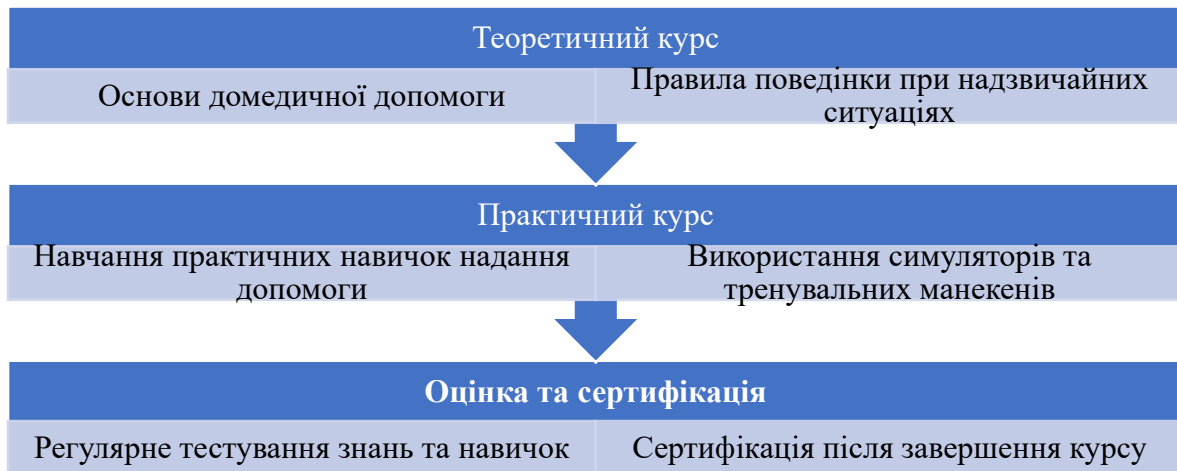 Теоретичний курс
Основи домедичної допомоги
Правила поведінки при надзвичайних
ситуаціях
Практичний курс
Навчання практичних навичок надання
допомоги
Використання симуляторів та
тренувальних манекенів
Оцінка та сертифікація
Регулярне тестування знань та навичок
Сертифікація після завершення курсу